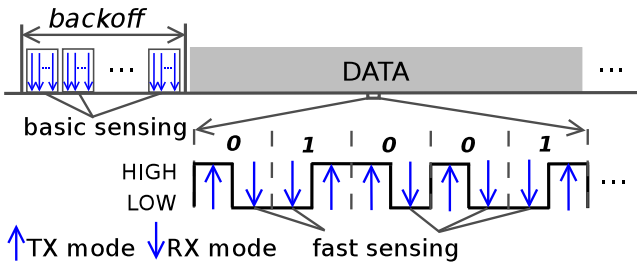 backoff
... ... ... ...
DATA ...
basic sensing
0 1 0 0 1
HIGH
LOW ...
TX mode RX mode fast sensing